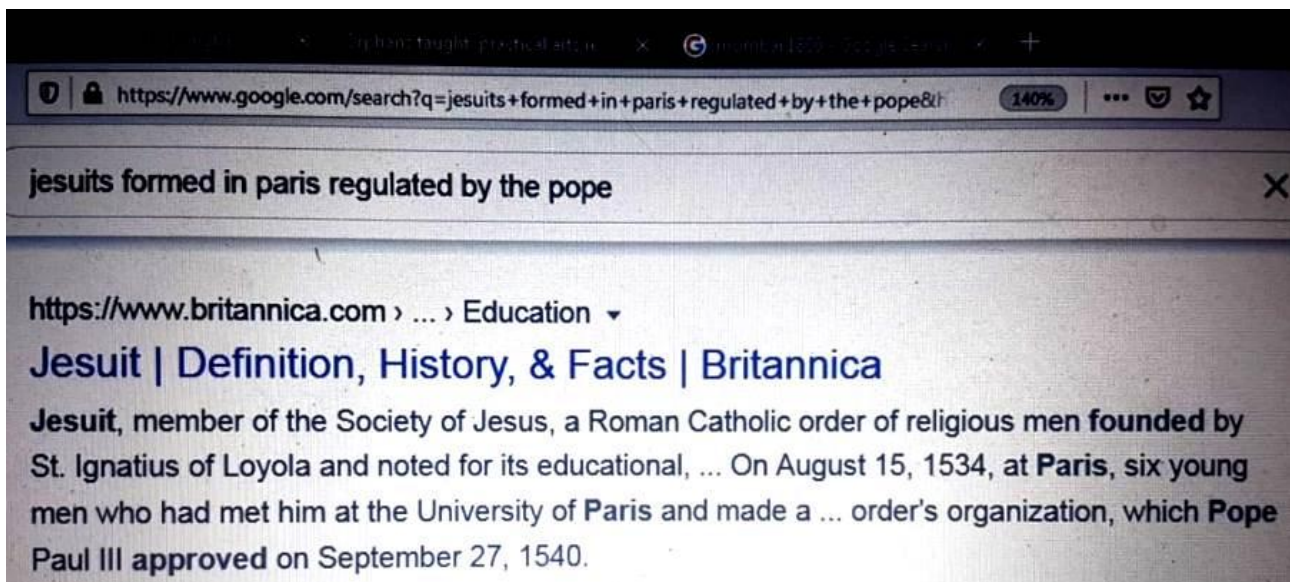 https://www.google.com/search?q=jesuits+formed+in+paris+regulated+by+the+pope&t 140%
jesuits formed in paris regulated by the pope
https://www.britannica.com › ... › Education
Jesuit | Definition, History, & Facts | Britannica
Jesuit, member of the Society of Jesus, a Roman Catholic order of religious men founded by
St. Ignatius of Loyola and noted for its educational, ... On August 15, 1534, at Paris, six young
men who had met him at the University of Paris and made a ... order's organization, which Pope
Paul III approved on September 27, 1540.